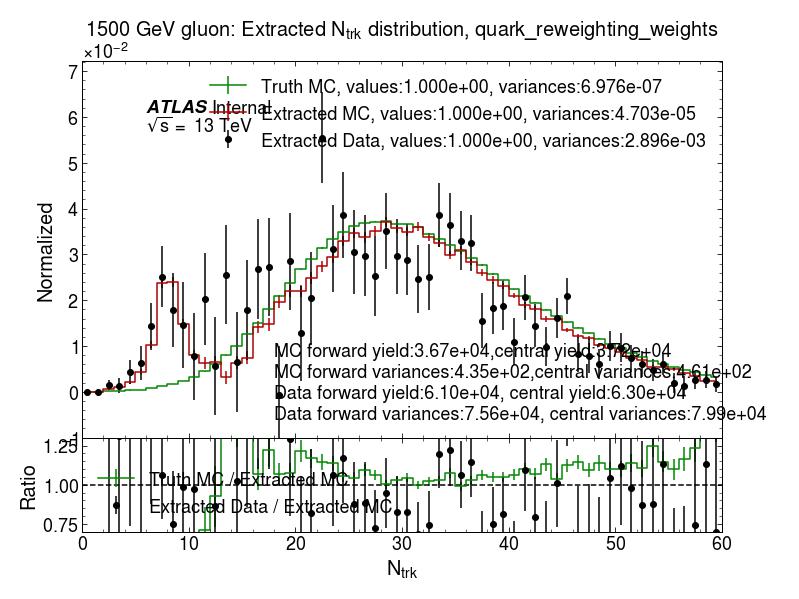 1500 GeV gluon: Extracted Ntrk distribution, quark_reweighting_weights
×10−2
Truth MC, values:1.000e+00, variances:6.976e-07
ATLAS Internal
Extracted MC, values:1.000e+00, variances:4.703e-05
√s = 13 TeV
Extracted Data, values:1.000e+00, variances:2.896e-03
7
6
5
4
3
2
1
0
Normalized
MC forward yield:3.67e+04,central yield:3.72e+04
MC forward variances:4.35e+02,central variances:4.61e+02
Data forward yield:6.10e+04, central yield:6.30e+04
Data forward variances:7.56e+04, central variances:7.99e+04
1.25
1.00
0.75
Ratio
Truth MC / Extracted MC
Extracted Data / Extracted MC
0 10 20 30 40 50 60
Ntrk